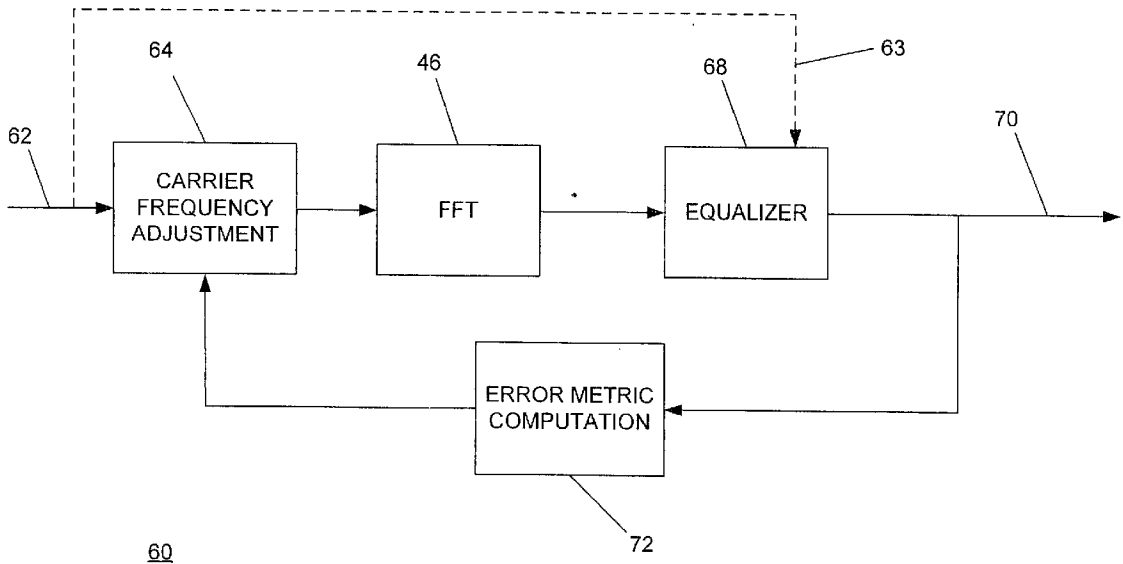 64
46
68
63
62
70
CARRIER
FREQUENCY
ADJUSTMENT
FFT
EQUALIZER
ERROR METRIC
COMPUTATION
72
60